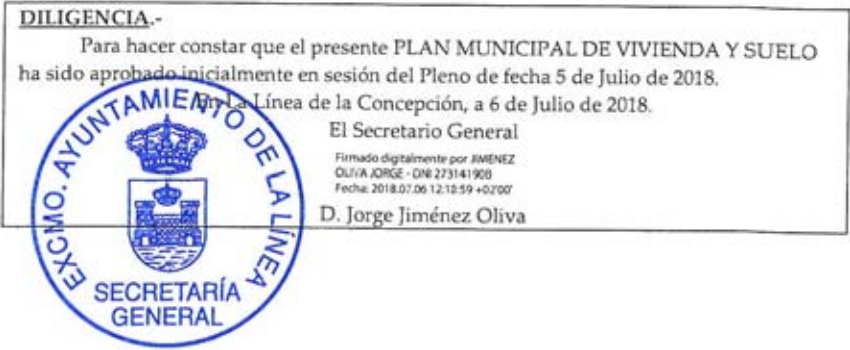 DILIGENCIA.-
Para hacer constar que el presente PLAN MUNICIPAL DE VIVIENDA Y SUELO
ha sido aprobado inicialmente en sesión del Pleno de fecha 5 de Julio de 2018.
En La Línea de la Concepción, a 6 de Julio de 2018.
El Secretario General
Firmado digitalmente por JIMENEZ
OLIVA JORGE - DNI 27314190B
Fecha: 2018.07.06 12:18:59 +02'00'
D. Jorge Jiménez Oliva
EXCMO. AYUNTAMIENTO DE LA LÍNEA
SECRETARÍA
GENERAL